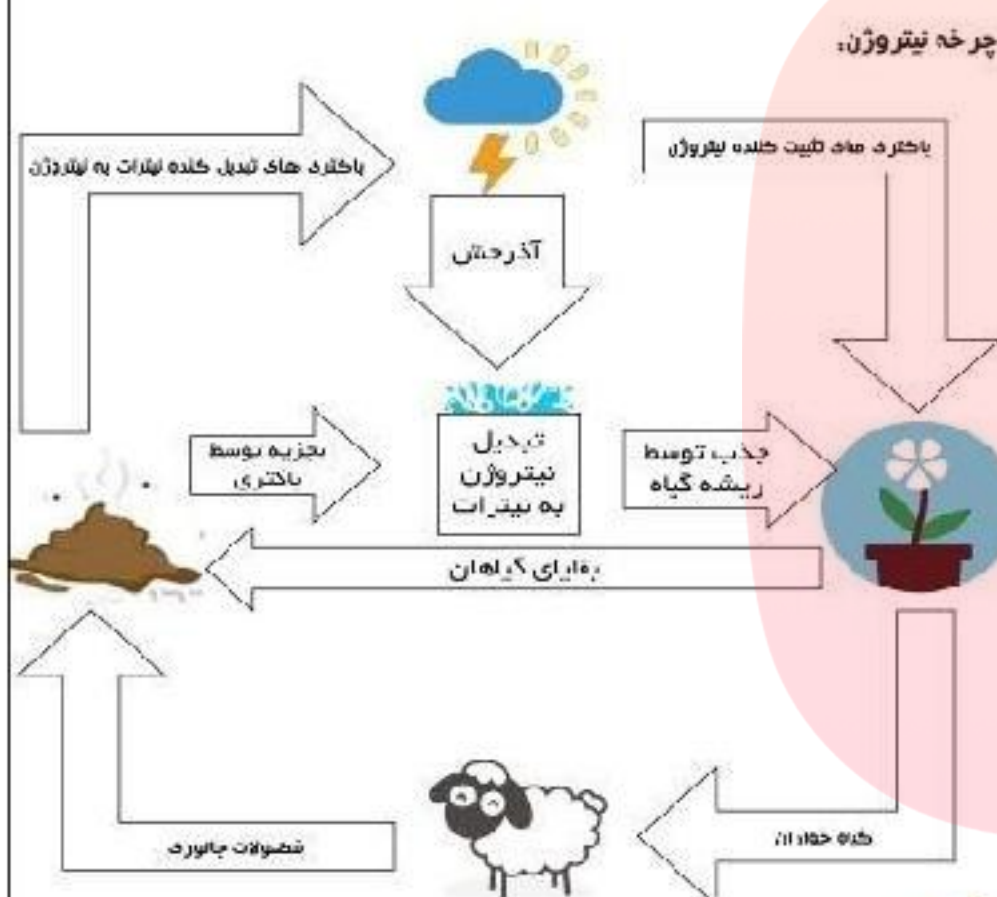 چرخه نیتروژن:
باکتری های تثبیت کننده نیتروژن
باکتری های تبدیل کننده نیترات به نیتروژن
آذرخش
جذب توسط
ریشه گیاه
تبدیل
نیتروژن
به نیترات
تجزیه توسط
باکتری
بقایای گیاهان
گیاه خواران
فضولات جانوری